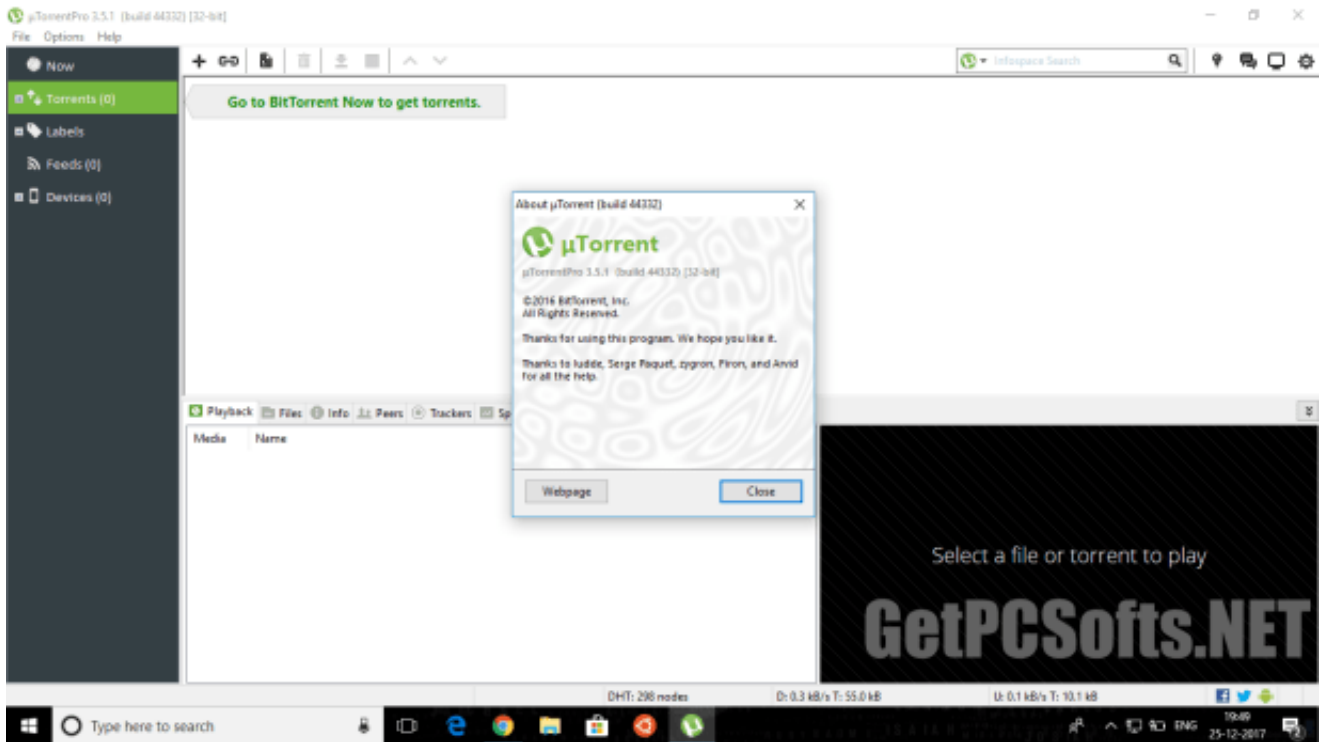 µTorrentPro 3.5.1 (build 44332) [32-bit]
File Options Help
Now
Infospace Search
Torrents (0)
Go to BitTorrent Now to get torrents.
Labels
Feeds (0)
Devices (0)
About µTorrent (build 44332)
µTorrent
µTorrentPro 3.5.1 (build 44332) [32-bit]
©2016 BitTorrent, Inc.
All Rights Reserved.
Thanks for using this program. We hope you like it.
Thanks to ludde, Serge Paquet, zygron, Firon, and Arvid
for all the help.
Webpage Close
Playback Files Info Peers Trackers Sp
Media Name
Select a file or torrent to play
GetPCSofts.NET
DHT: 298 nodes D: 0.3 kB/s T: 55.0 kB U: 0.1 kB/s T: 10.1 kB
Type here to search
ENG
19:49
25-12-2017
2